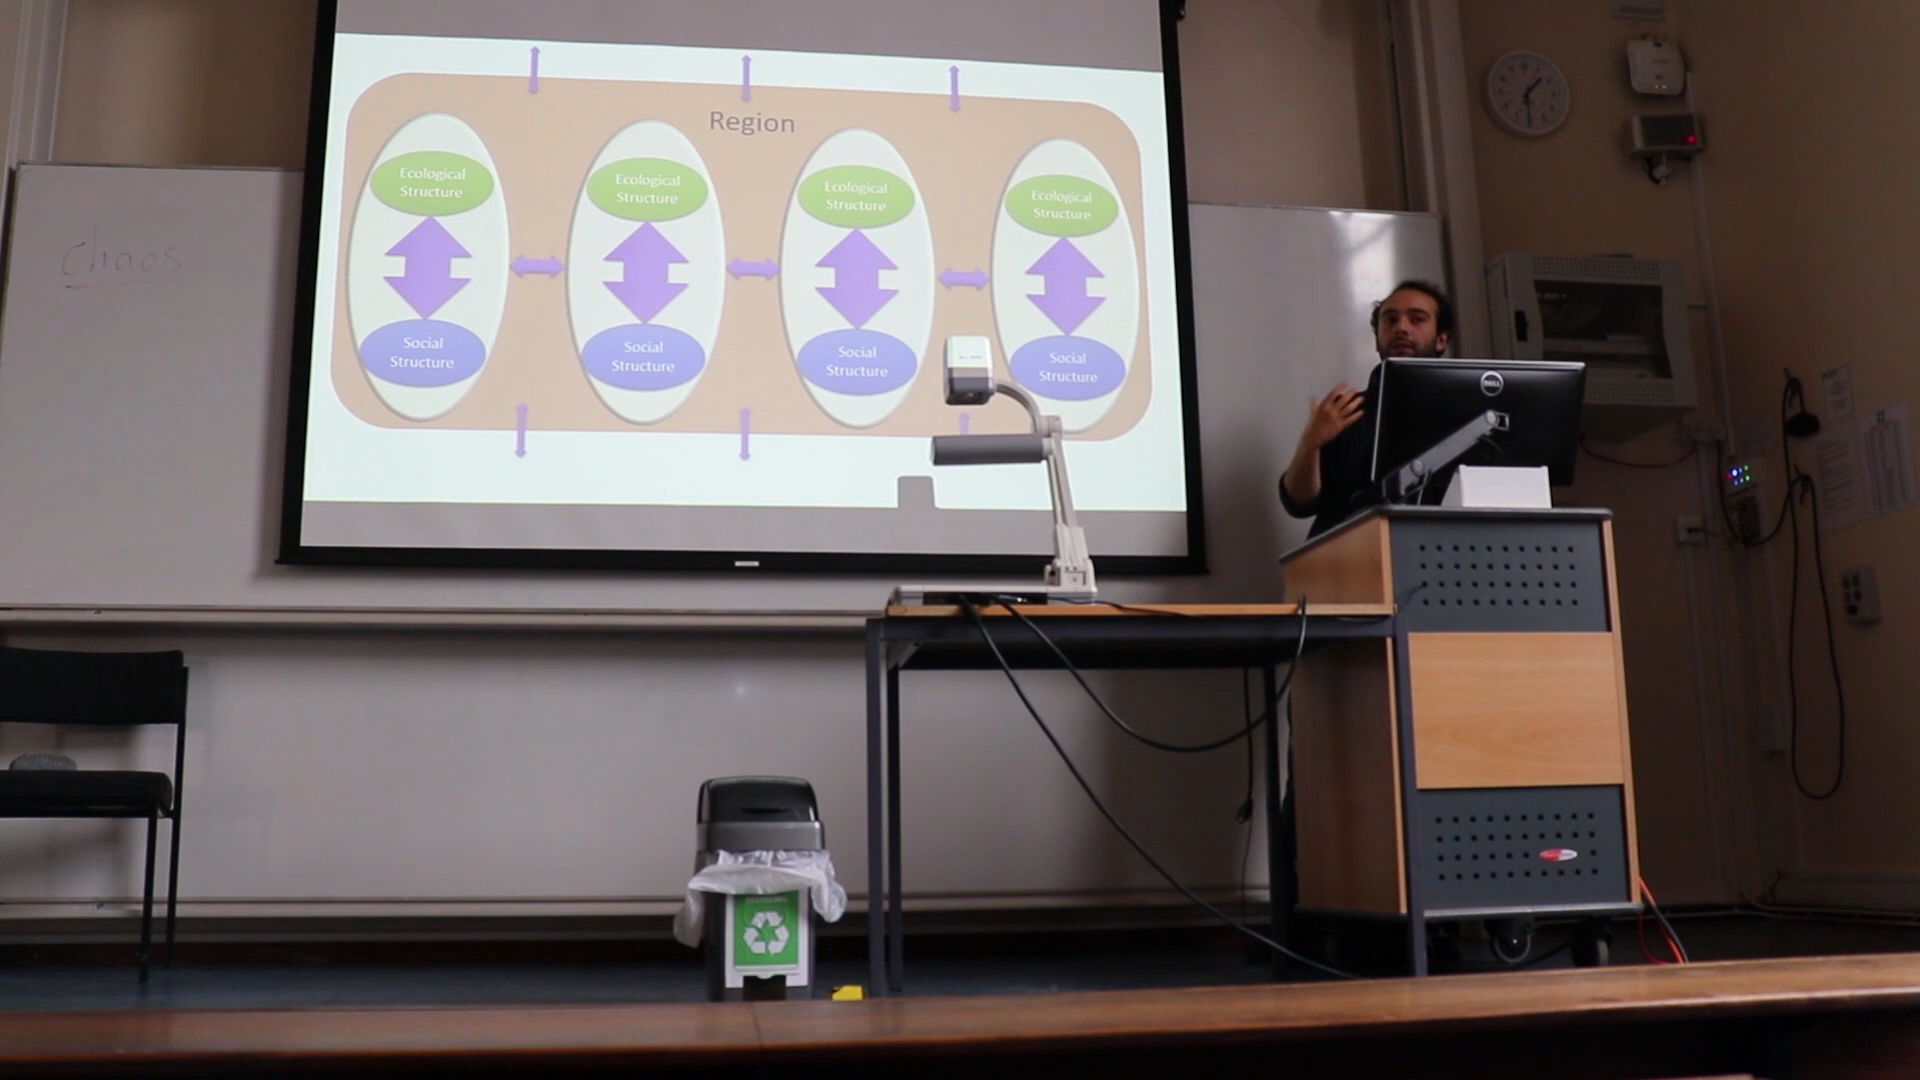 Region
Ecological
Structure
Ecological
Structure
Ecological
Structure
Ecological
Structure
Social
Structure
Social
Structure
Social
Structure
Social
Structure
Chaos
DELL